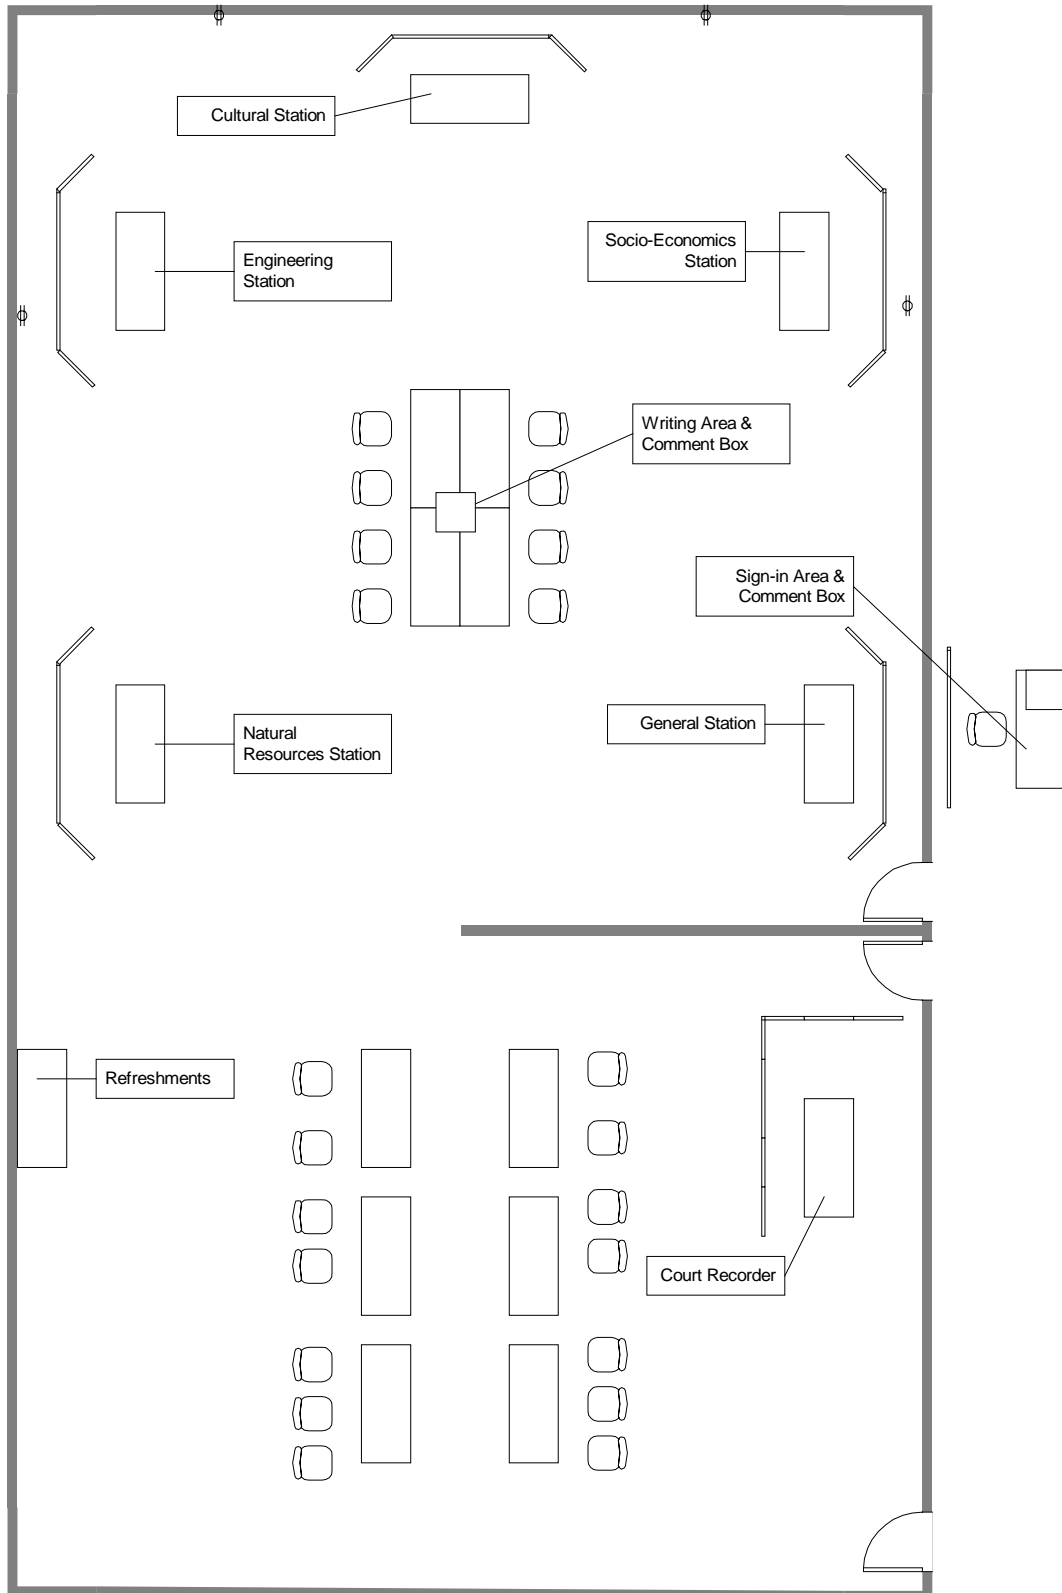 Cultural Station
Engineering
Station
Socio-Economics
Station
Writing Area &
Comment Box
Sign-in Area &
Comment Box
Natural
Resources Station
General Station
Refreshments
Court Recorder